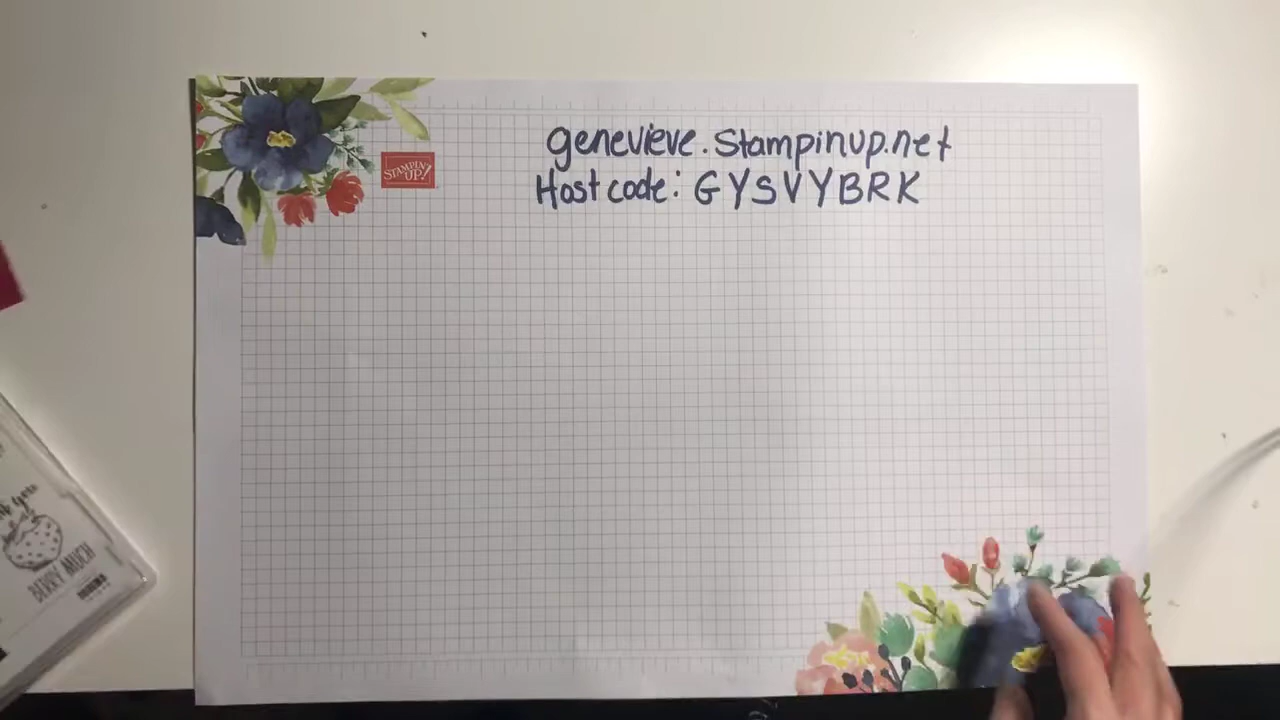 genevieve.stampinup.net
Host code: GYSVYBRK
STAMPIN' UP!
BERRY MUCH